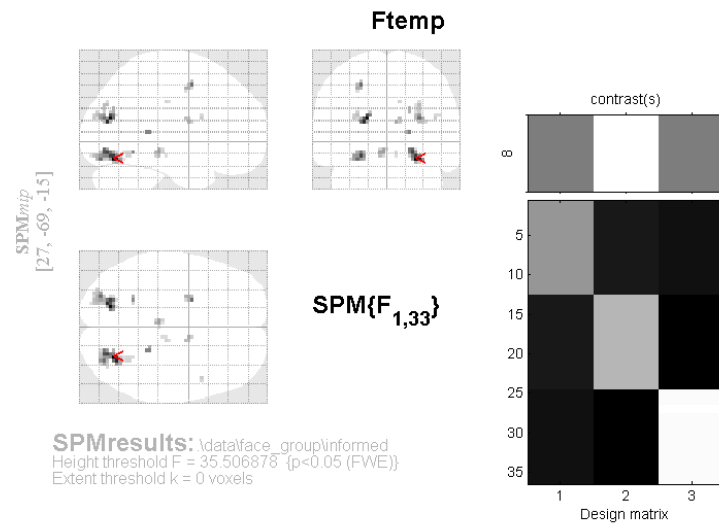 Ftemp
contrast(s)
8
SPMmip
[27, -69, -15]
SPM{F1,33}
5
10
15
20
25
30
35
1 2 3
Design matrix
SPMresults: .\data\face_group\informed
Height threshold F = 35.506878 {p<0.05 (FWE)}
Extent threshold k = 0 voxels